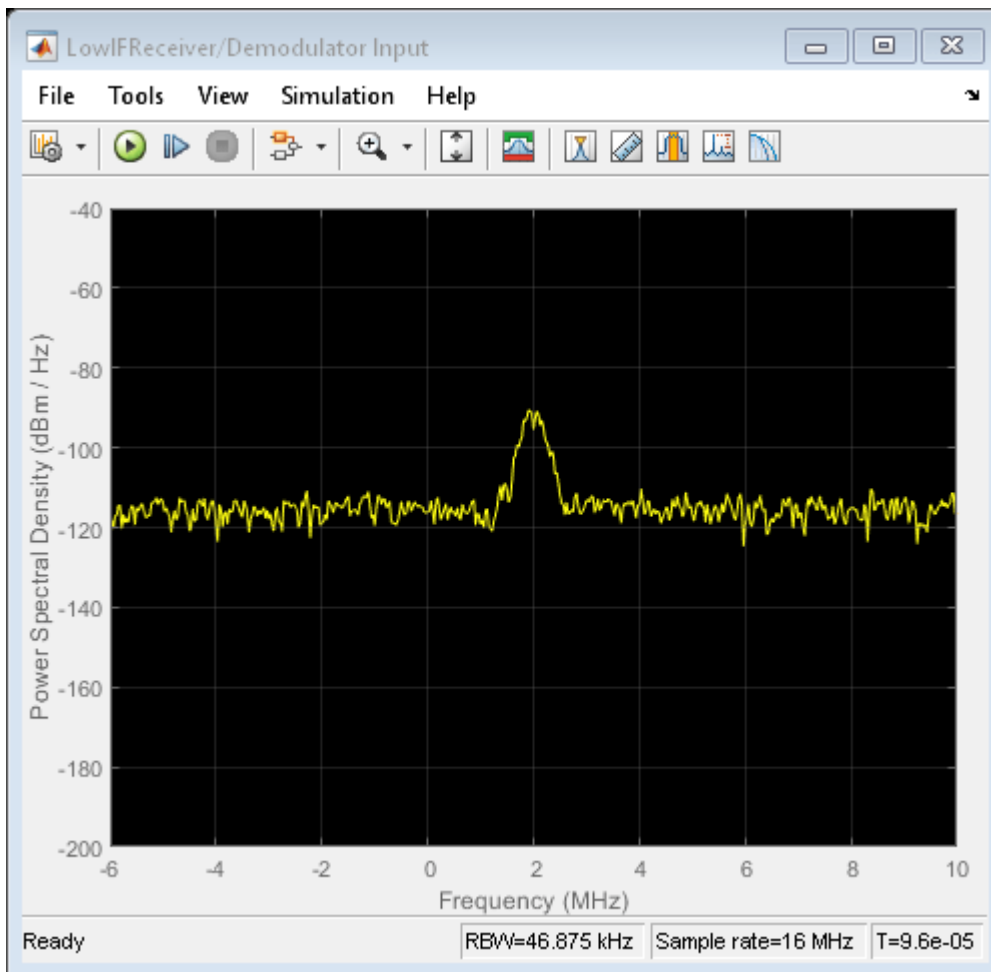 LowIFReceiver/Demodulator Input
File Tools View Simulation Help
Power Spectral Density (dBm / Hz)
-40
-60
-80
-100
-120
-140
-160
-180
-200
-6 -4 -2 0 2 4 6 8 10
Frequency (MHz)
Ready RBW=46.875 kHz Sample rate=16 MHz T=9.6e-05